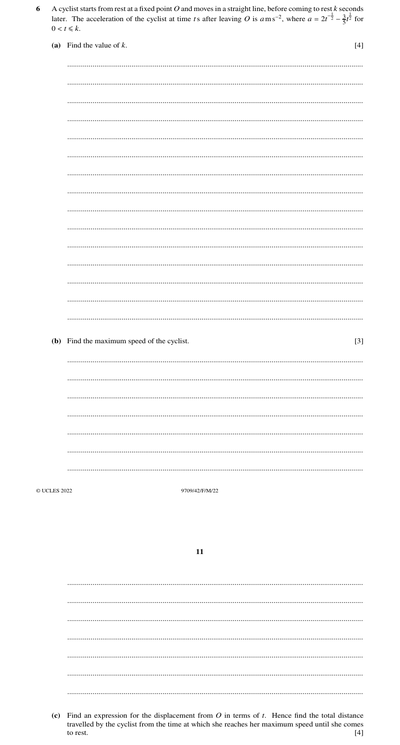 6 A cyclist starts from rest at a fixed point O and moves in a straight line, before coming to rest k seconds
later. The acceleration of the cyclist at time t s after leaving O is a m s⁻², where a = 2t^(-1/2) − 3/5 t^(1/2) for
0 < t ⩽ k.
(a) Find the value of k. [4]
(b) Find the maximum speed of the cyclist. [3]
© UCLES 2022 9709/42/F/M/22
11
(c) Find an expression for the displacement from O in terms of t. Hence find the total distance
travelled by the cyclist from the time at which she reaches her maximum speed until she comes
to rest. [4]